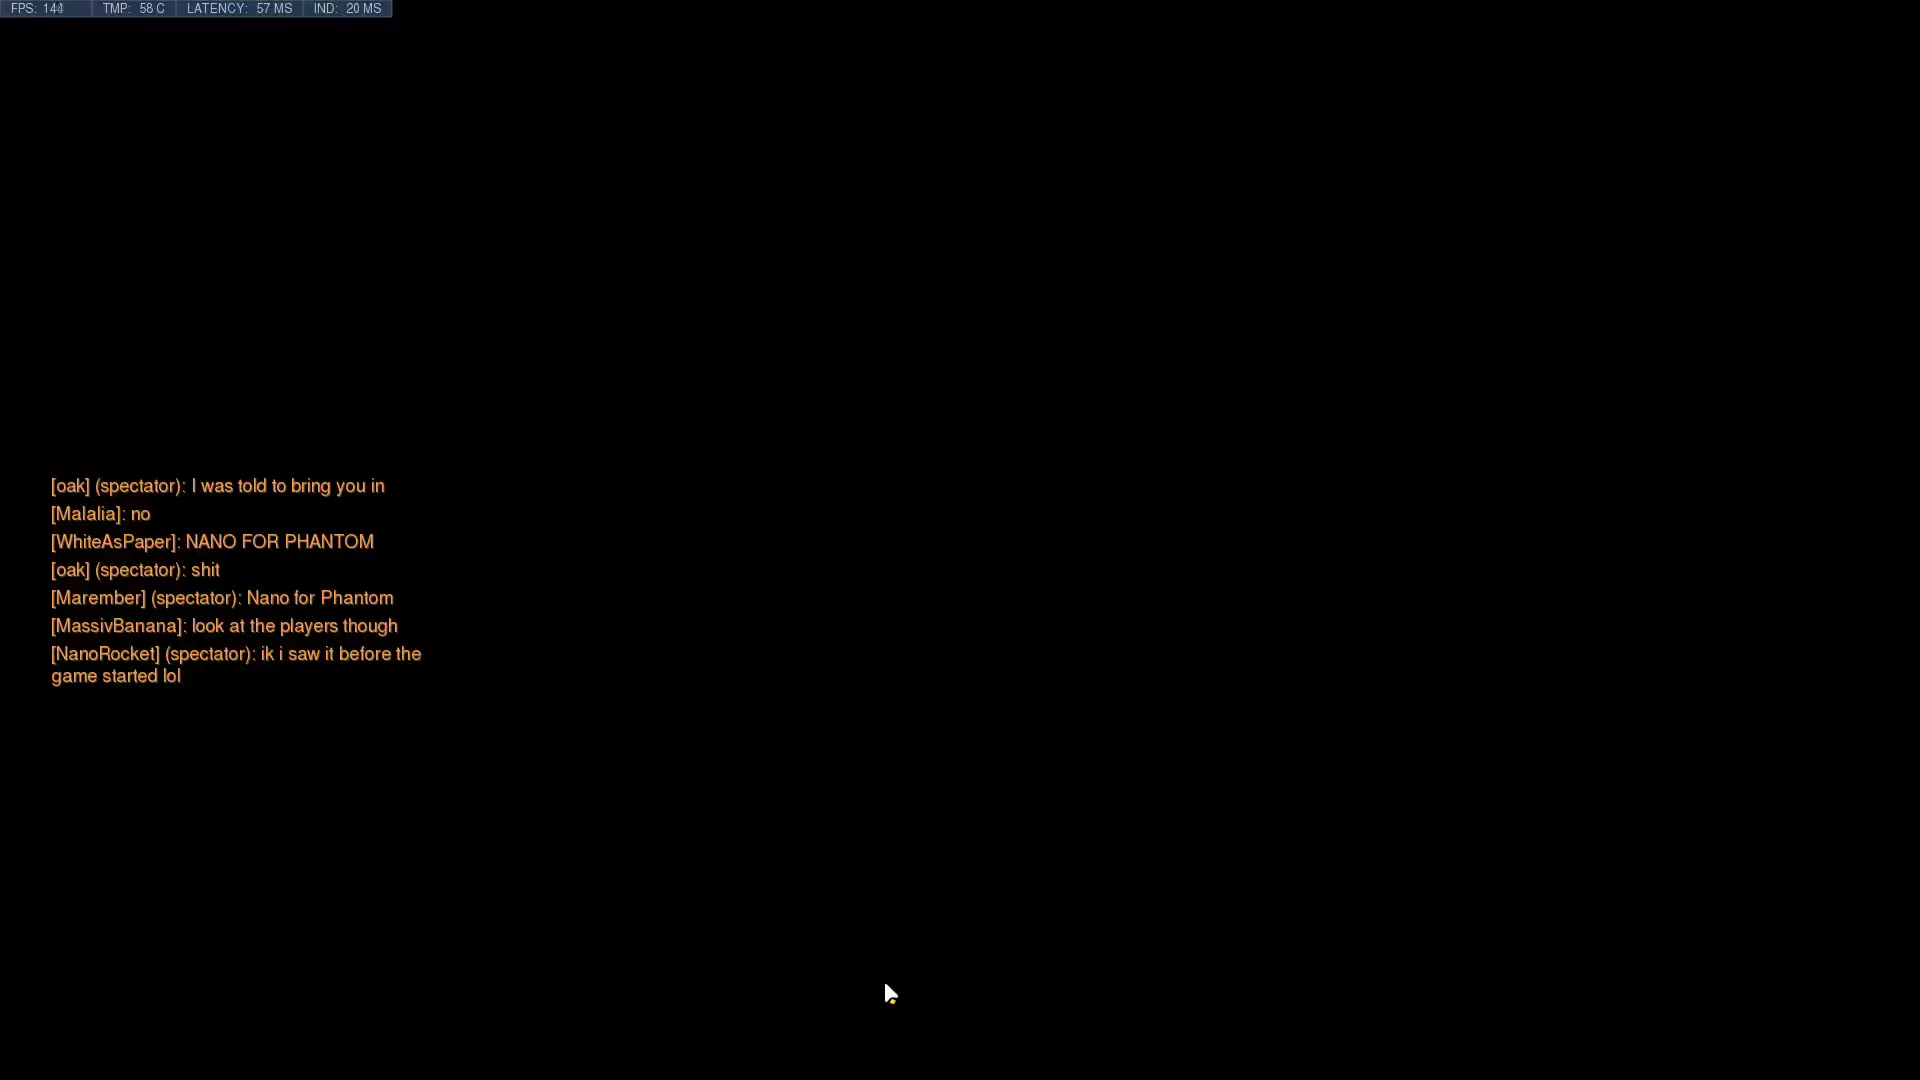 FPS: 144 TMP: 58 C LATENCY: 57 MS IND: 20 MS
[oak] (spectator): I was told to bring you in
[Malalia]: no
[WhiteAsPaper]: NANO FOR PHANTOM
[oak] (spectator): shit
[Marember] (spectator): Nano for Phantom
[MassivBanana]: look at the players though
[NanoRocket] (spectator): ik i saw it before the
game started lol